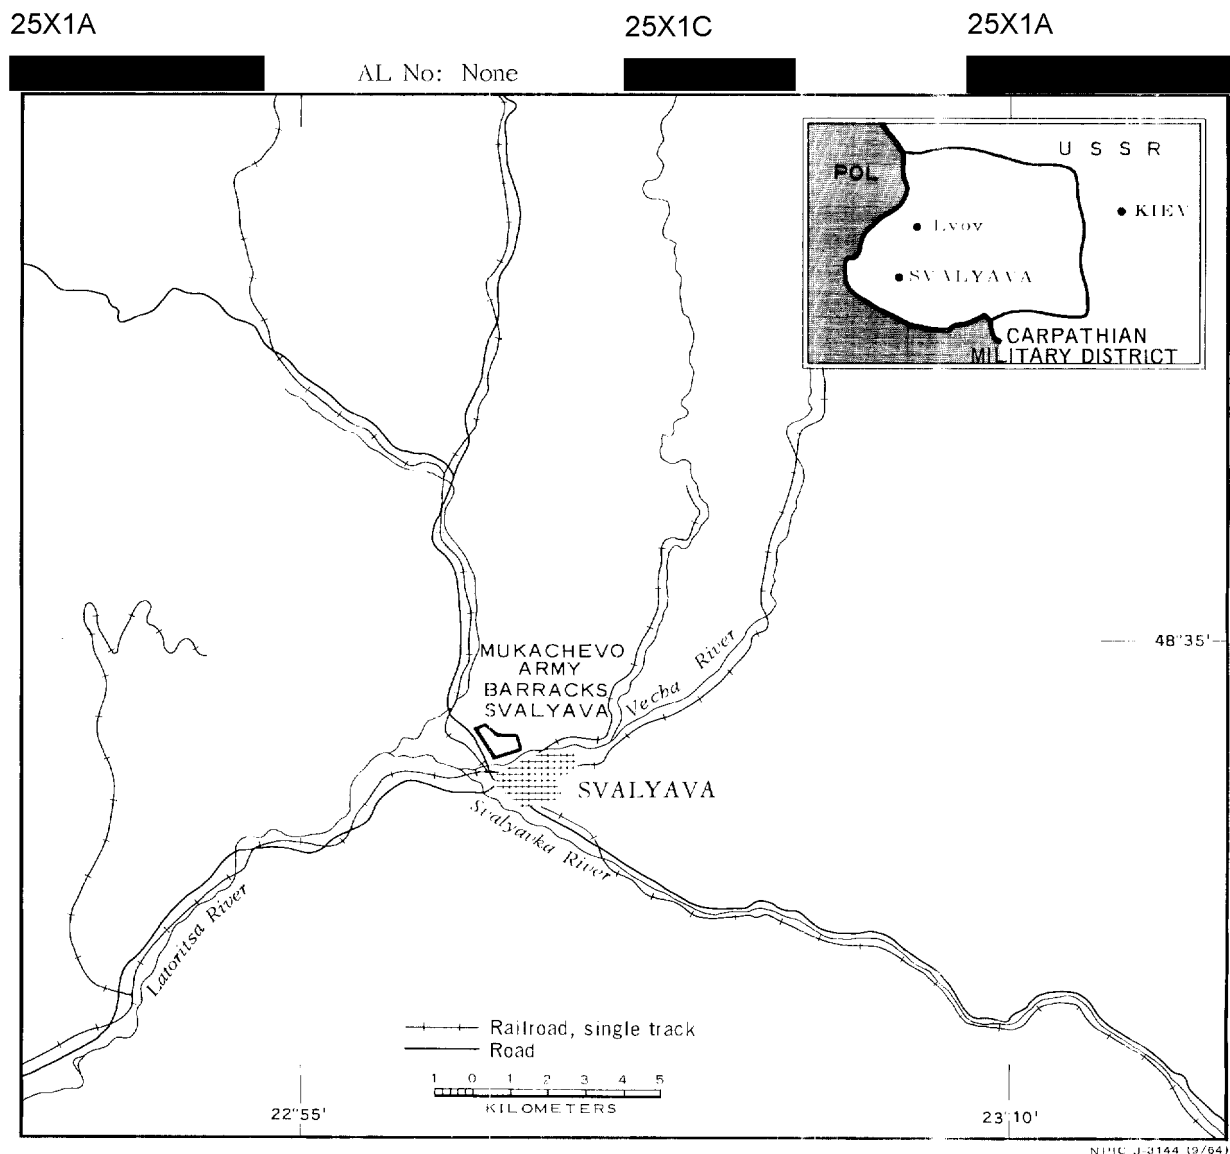 25X1A
25X1C
25X1A
AL No: None
U S S R
POL
KIEV
Lvov
SVALYAVA
CARPATHIAN
MILITARY DISTRICT
48°35'
MUKACHEVO
ARMY
BARRACKS
SVALYAVA
Vecha River
SVALYAVA
Svalyavka River
Latoritsa River
Railroad, single track
Road
1 0 1 2 3 4 5
KILOMETERS
22°55'
23°10'
NPIC J-3144 (9/64)